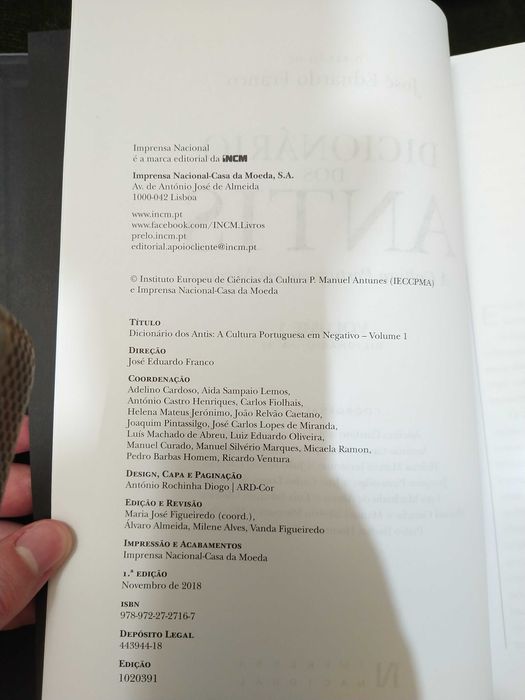 Imprensa Nacional
é a marca editorial da INCM
Imprensa Nacional-Casa da Moeda, S.A.
Av. de António José de Almeida
1000-042 Lisboa
www.incm.pt
www.facebook.com/INCM.Livros
prelo.incm.pt
editorial.apoiocliente@incm.pt
© Instituto Europeu de Ciências da Cultura P. Manuel Antunes (IECCPMA)
e Imprensa Nacional-Casa da Moeda
Título
Dicionário dos Antis: A Cultura Portuguesa em Negativo – Volume 1
Direção
José Eduardo Franco
Coordenação
Adelino Cardoso, Aida Sampaio Lemos,
António Castro Henriques, Carlos Fiolhais,
Helena Mateus Jerónimo, João Relvão Caetano,
Joaquim Pintassilgo, José Carlos Lopes de Miranda,
Luís Machado de Abreu, Luiz Eduardo Oliveira,
Manuel Curado, Manuel Silvério Marques, Micaela Ramon,
Pedro Barbas Homem, Ricardo Ventura
Design, Capa e Paginação
António Rochinha Diogo | ARD-Cor
Edição e Revisão
Maria José Figueiredo (coord.),
Álvaro Almeida, Milene Alves, Vanda Figueiredo
Impressão e Acabamentos
Imprensa Nacional-Casa da Moeda
1.ª edição
Novembro de 2018
ISBN
978-972-27-2716-7
Depósito Legal
443944-18
Edição
1020391